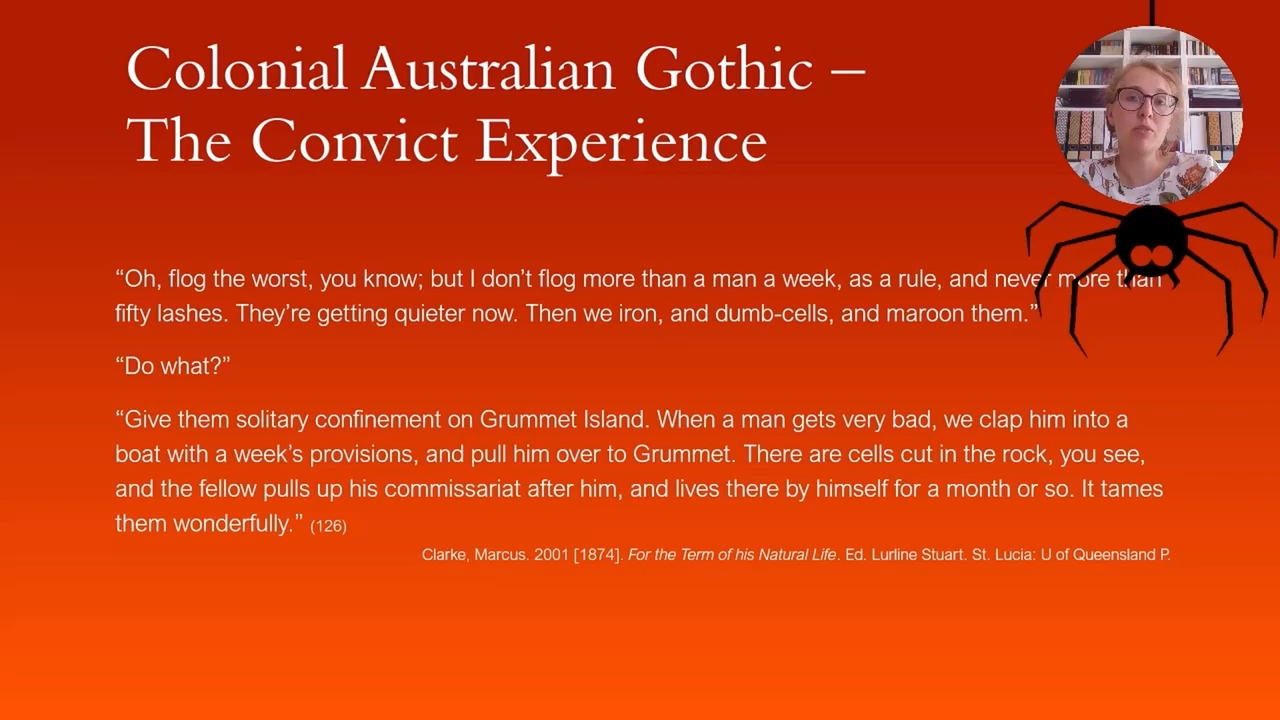 Colonial Australian Gothic –
The Convict Experience
“Oh, flog the worst, you know; but I don’t flog more than a man a week, as a rule, and never more than
fifty lashes. They’re getting quieter now. Then we iron, and dumb-cells, and maroon them.”
“Do what?”
“Give them solitary confinement on Grummet Island. When a man gets very bad, we clap him into a
boat with a week’s provisions, and pull him over to Grummet. There are cells cut in the rock, you see,
and the fellow pulls up his commissariat after him, and lives there by himself for a month or so. It tames
them wonderfully.” (126)
Clarke, Marcus. 2001 [1874]. For the Term of his Natural Life. Ed. Lurline Stuart. St. Lucia: U of Queensland P.